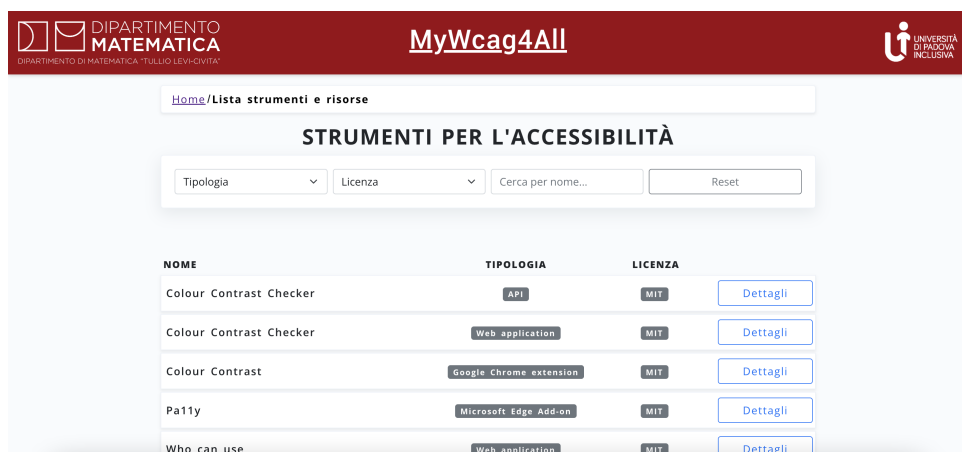 DIPARTIMENTO
MATEMATICA
DIPARTIMENTO DI MATEMATICA "TULLIO LEVI-CIVITA"
MyWcag4All
UNIVERSITÀ
DI PADOVA
INCLUSIVA
Home/Lista strumenti e risorse
STRUMENTI PER L'ACCESSIBILITÀ
Tipologia Licenza Cerca per nome... Reset
NOME TIPOLOGIA LICENZA
Colour Contrast Checker API MIT Dettagli
Colour Contrast Checker Web application MIT Dettagli
Colour Contrast Google Chrome extension MIT Dettagli
Pa11y Microsoft Edge Add-on MIT Dettagli
Who can use Web application MIT Dettagli